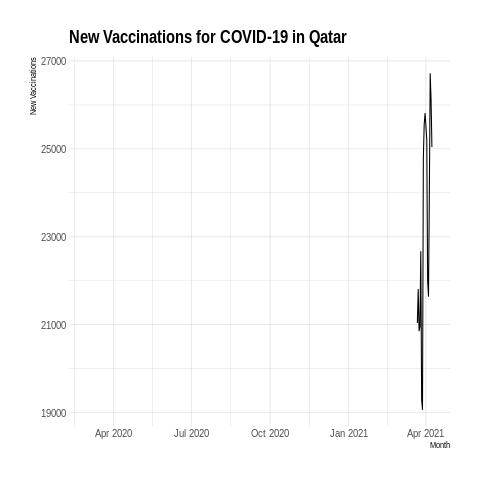 New Vaccinations for COVID-19 in Qatar
New Vaccinations
27000
25000
23000
21000
19000
Apr 2020 Jul 2020 Oct 2020 Jan 2021 Apr 2021
Month